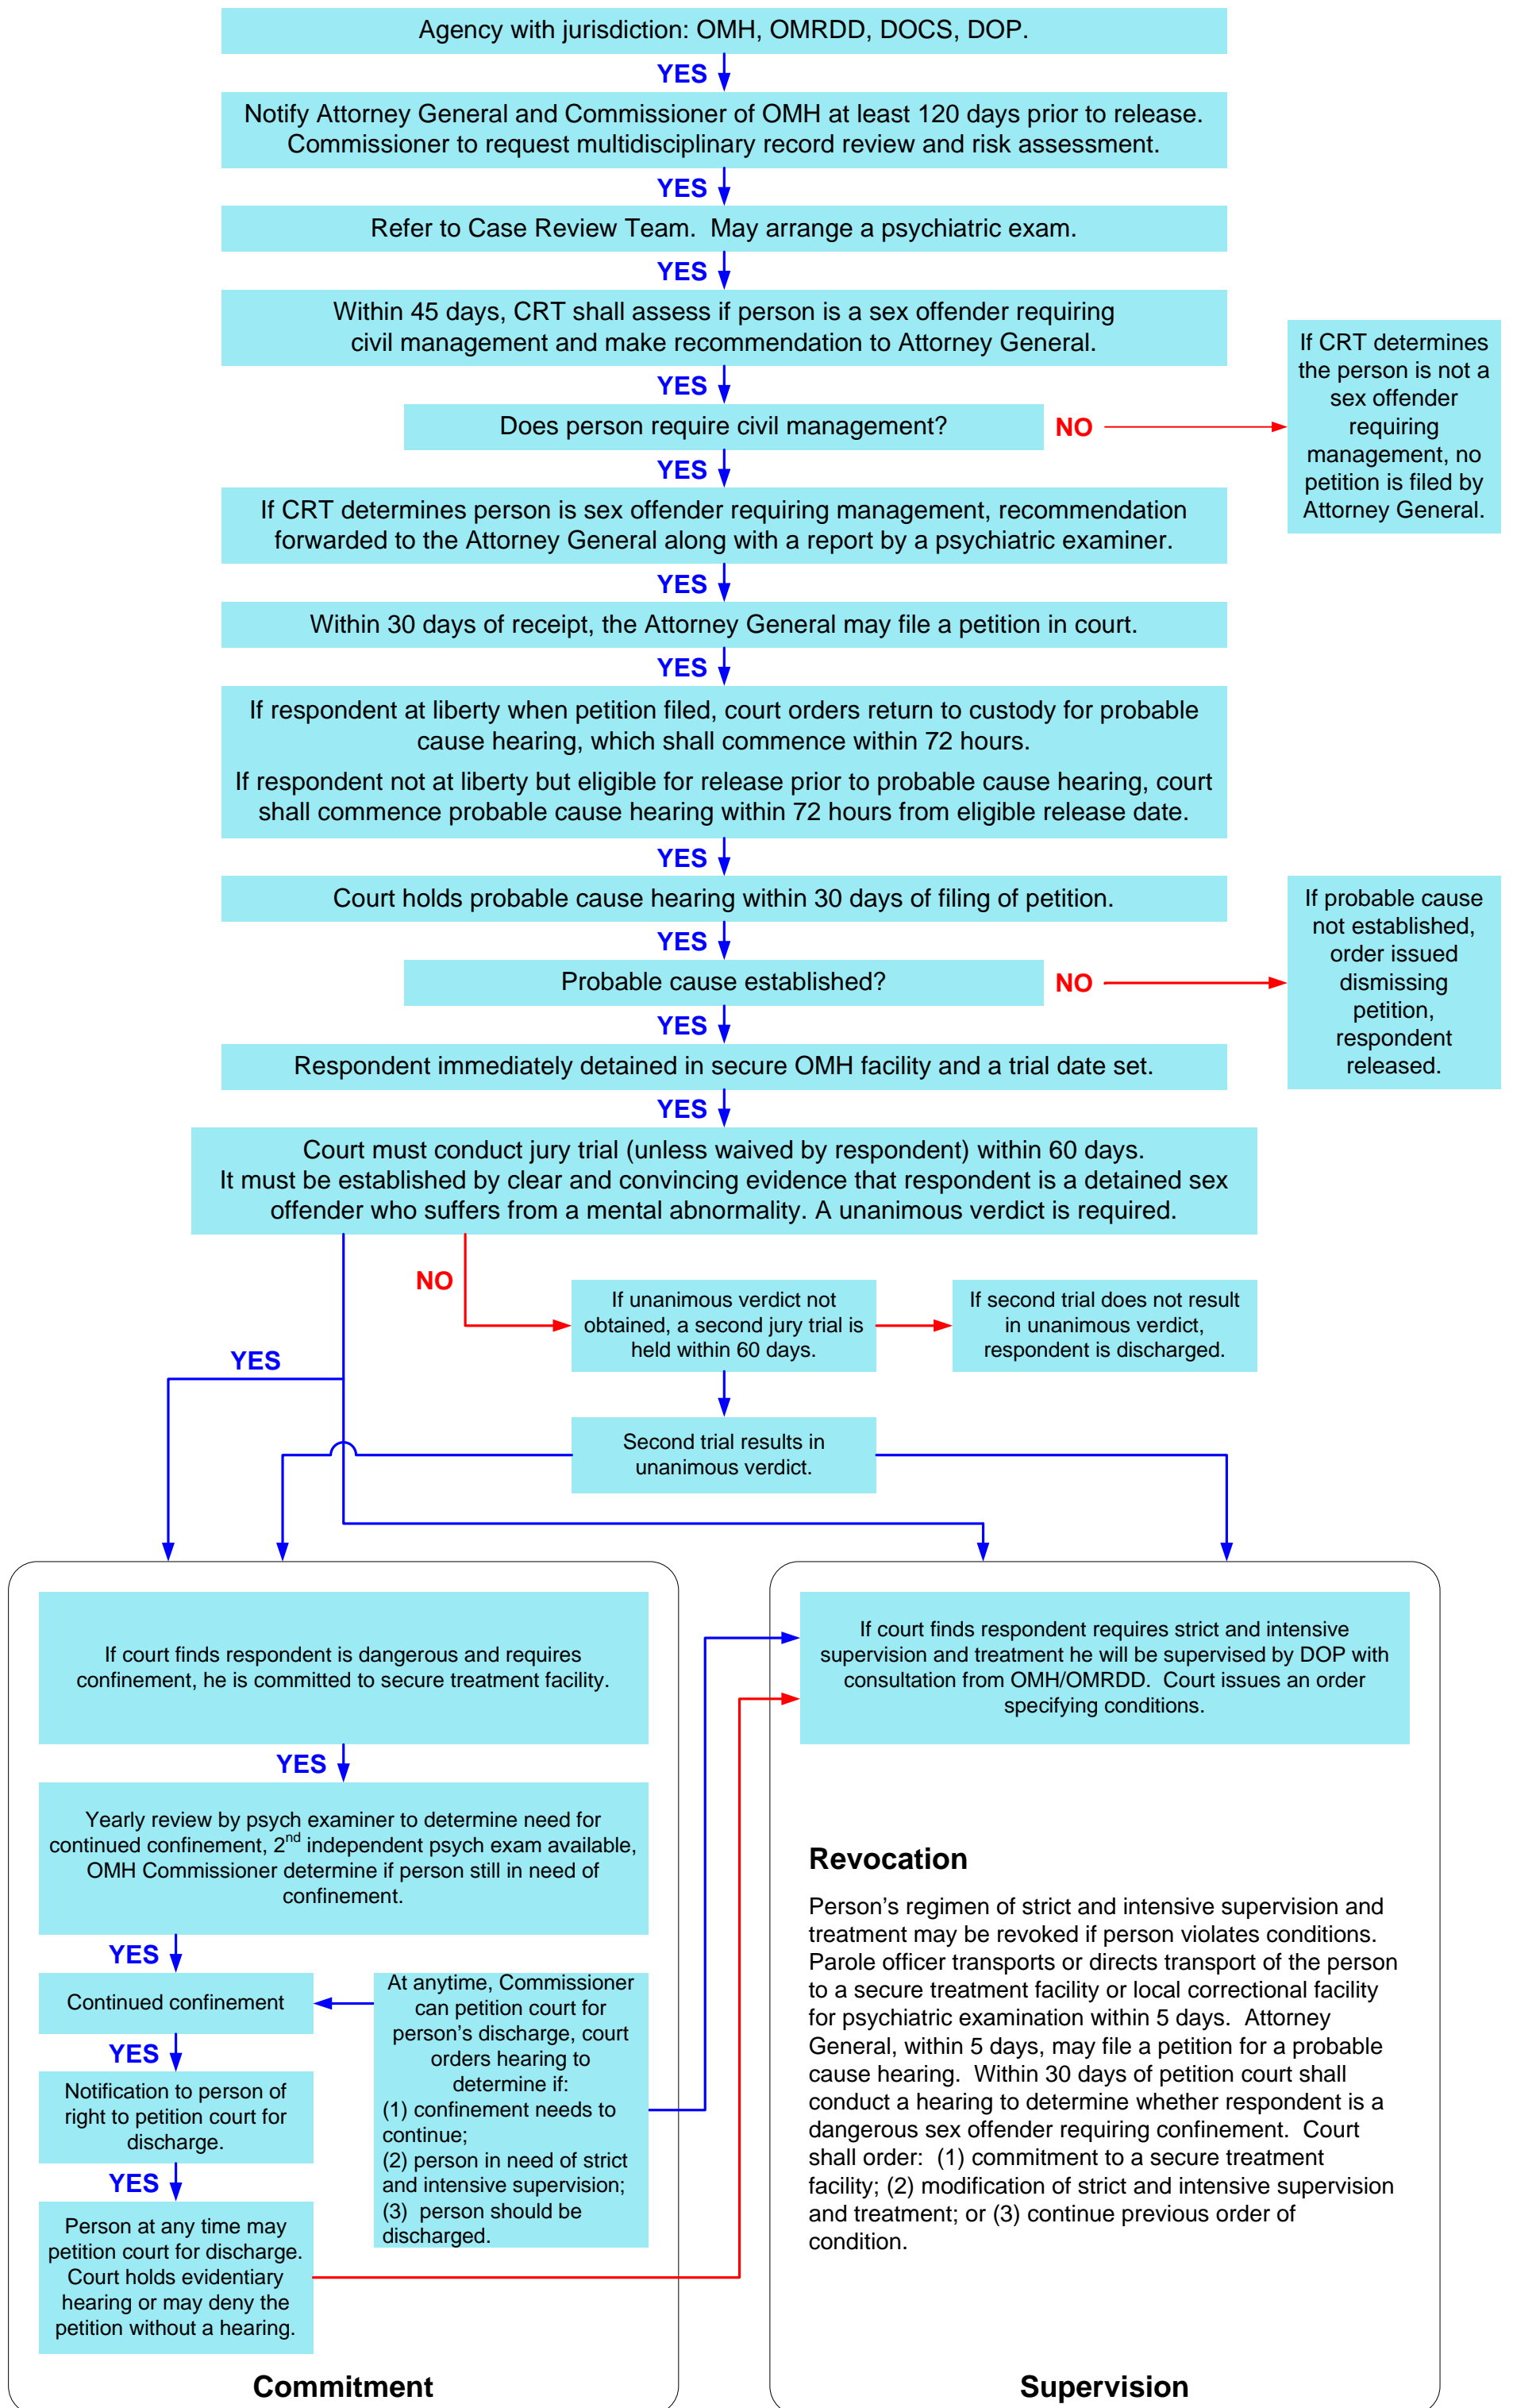 Agency with jurisdiction: OMH, OMRDD, DOCS, DOP.
YES
Notify Attorney General and Commissioner of OMH at least 120 days prior to release.
Commissioner to request multidisciplinary record review and risk assessment.
YES
Refer to Case Review Team. May arrange a psychiatric exam.
YES
Within 45 days, CRT shall assess if person is a sex offender requiring
civil management and make recommendation to Attorney General.
YES
Does person require civil management?
NO
If CRT determines
the person is not a
sex offender
requiring
management, no
petition is filed by
Attorney General.
YES
If CRT determines person is sex offender requiring management, recommendation
forwarded to the Attorney General along with a report by a psychiatric examiner.
YES
Within 30 days of receipt, the Attorney General may file a petition in court.
YES
If respondent at liberty when petition filed, court orders return to custody for probable
cause hearing, which shall commence within 72 hours.
If respondent not at liberty but eligible for release prior to probable cause hearing, court
shall commence probable cause hearing within 72 hours from eligible release date.
YES
Court holds probable cause hearing within 30 days of filing of petition.
YES
Probable cause established?
NO
If probable cause
not established,
order issued
dismissing
petition,
respondent
released.
YES
Respondent immediately detained in secure OMH facility and a trial date set.
YES
Court must conduct jury trial (unless waived by respondent) within 60 days.
It must be established by clear and convincing evidence that respondent is a detained sex
offender who suffers from a mental abnormality. A unanimous verdict is required.
NO
If unanimous verdict not
obtained, a second jury trial is
held within 60 days.
If second trial does not result
in unanimous verdict,
respondent is discharged.
YES
Second trial results in
unanimous verdict.
If court finds respondent is dangerous and requires
confinement, he is committed to secure treatment facility.
YES
Yearly review by psych examiner to determine need for
continued confinement, 2nd independent psych exam available,
OMH Commissioner determine if person still in need of
confinement.
YES
Continued confinement
YES
Notification to person of
right to petition court for
discharge.
YES
Person at any time may
petition court for discharge.
Court holds evidentiary
hearing or may deny the
petition without a hearing.
At anytime, Commissioner
can petition court for
person's discharge, court
orders hearing to
determine if:
(1) confinement needs to
continue;
(2) person in need of strict
and intensive supervision;
(3) person should be
discharged.
Commitment
If court finds respondent requires strict and intensive
supervision and treatment he will be supervised by DOP with
consultation from OMH/OMRDD. Court issues an order
specifying conditions.
Revocation
Person's regimen of strict and intensive supervision and
treatment may be revoked if person violates conditions.
Parole officer transports or directs transport of the person
to a secure treatment facility or local correctional facility
for psychiatric examination within 5 days. Attorney
General, within 5 days, may file a petition for a probable
cause hearing. Within 30 days of petition court shall
conduct a hearing to determine whether respondent is a
dangerous sex offender requiring confinement. Court
shall order: (1) commitment to a secure treatment
facility; (2) modification of strict and intensive supervision
and treatment; or (3) continue previous order of
condition.
Supervision